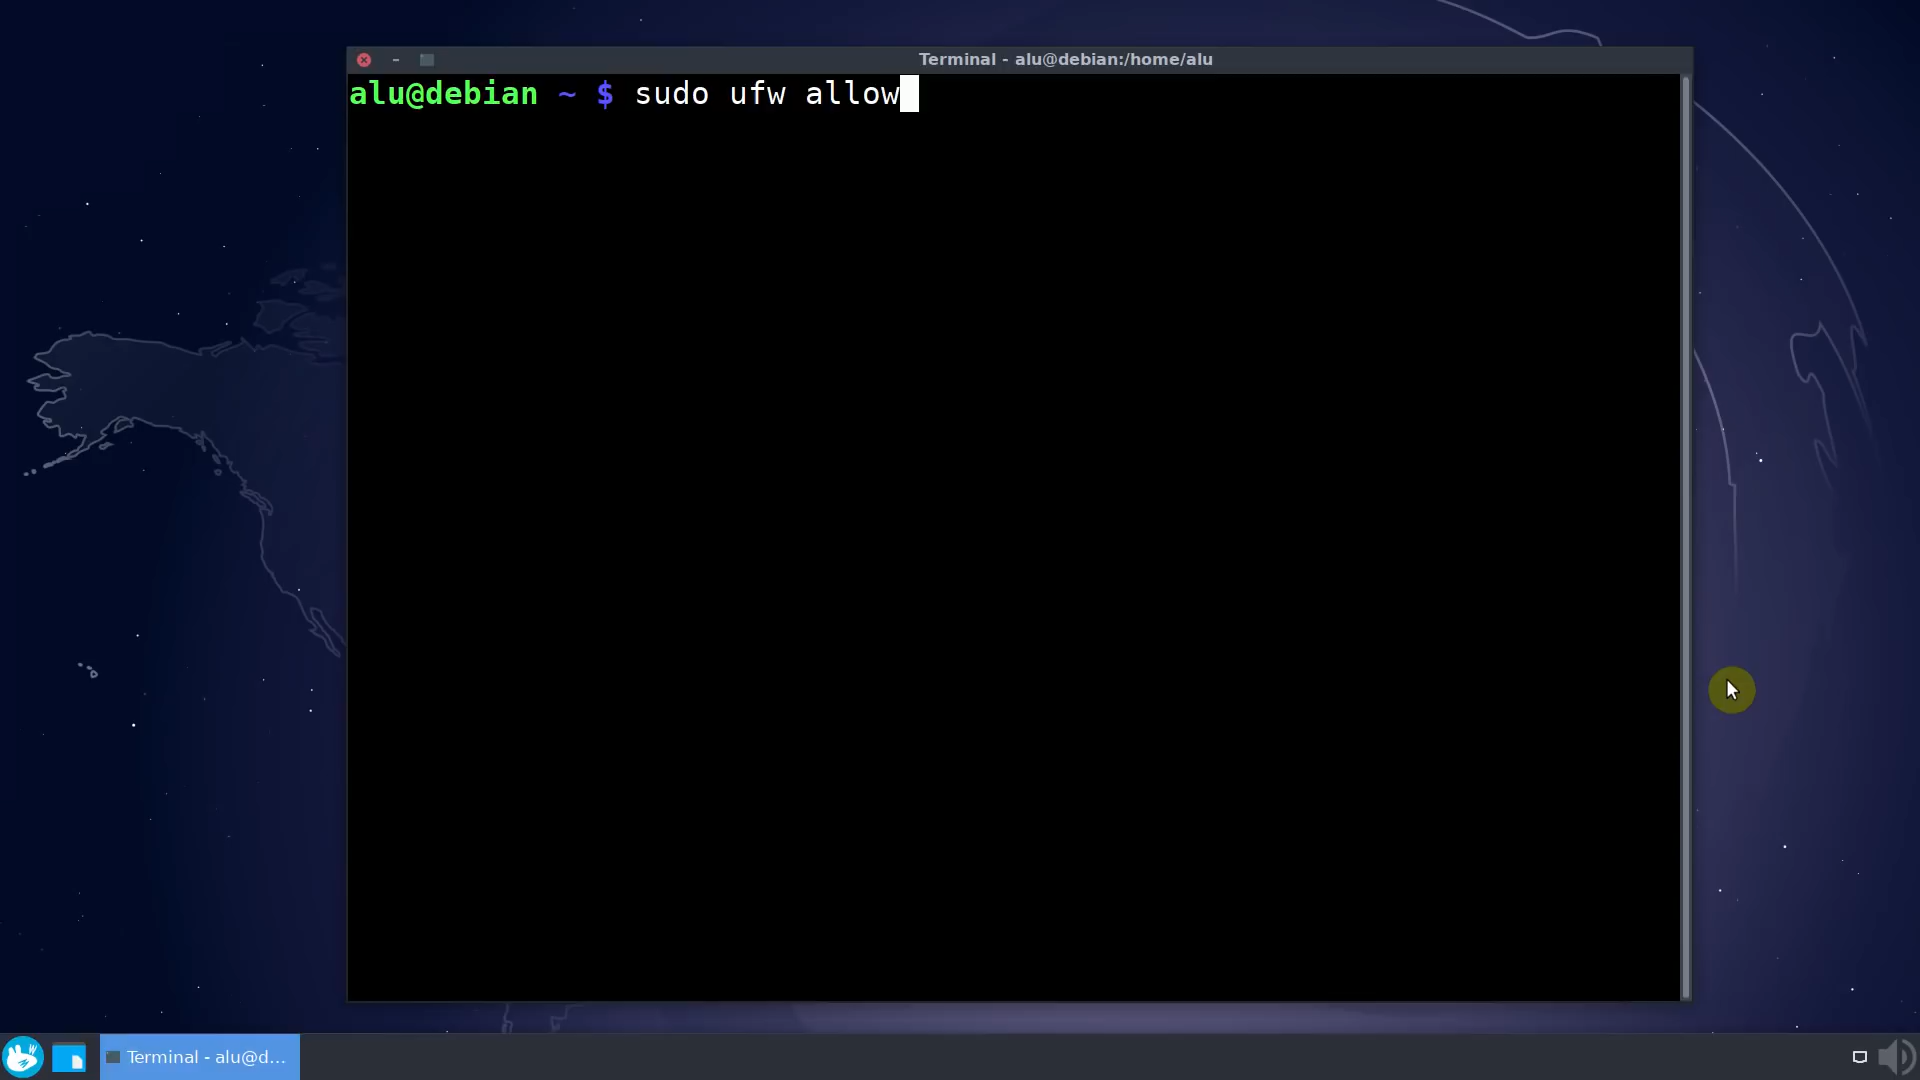 Terminal - alu@debian:/home/alu
alu@debian ~ $ sudo ufw allow
Terminal - alu@d...